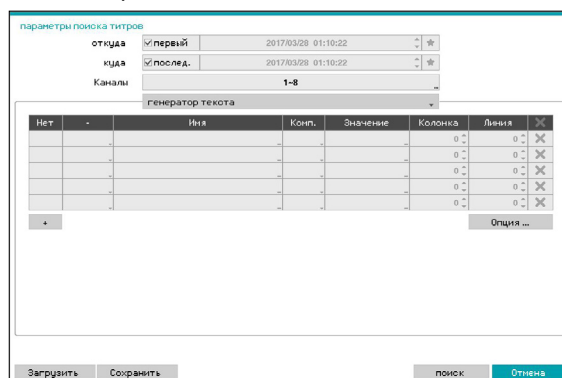 параметры поиска титров
откуда первый 2017/03/28 01:10:22
куда послед. 2017/03/28 01:10:22
Каналы 1~8
генератор текста
Нет - Имя Комп. Значение Колонка Линия
0 0
0 0
0 0
0 0
0 0
+ Опция ...
Загрузить Сохранить поиск Отмена